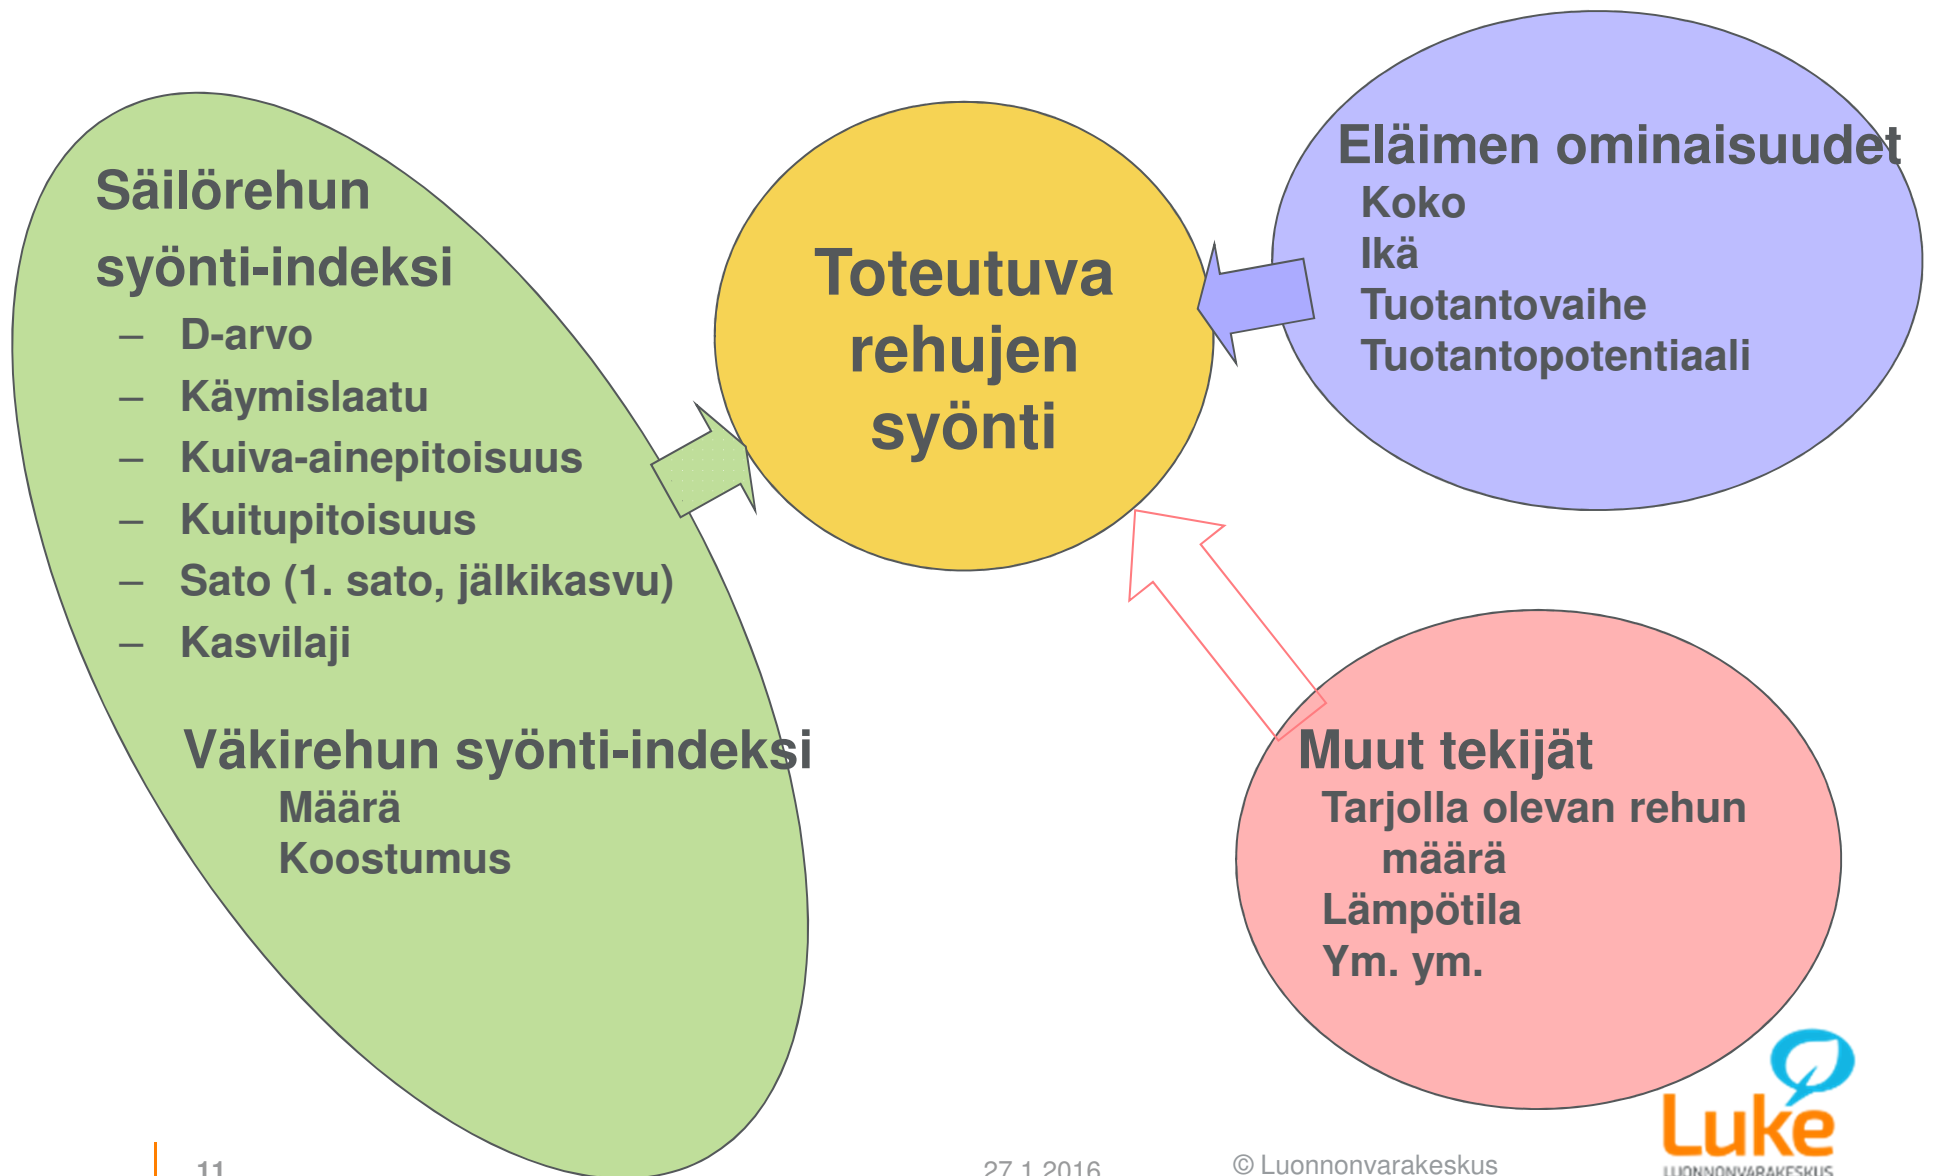 Säilörehun
syönti-indeksi
– D-arvo
– Käymislaatu
– Kuiva-ainepitoisuus
– Kuitupitoisuus
– Sato (1. sato, jälkikasvu)
– Kasvilaji
Väkirehun syönti-indeksi
Määrä
Koostumus
Toteutuva
rehujen
syönti
Eläimen ominaisuudet
Koko
Ikä
Tuotantovaihe
Tuotantopotentiaali
Muut tekijät
Tarjolla olevan rehun
määrä
Lämpötila
Ym. ym.
11
27.1.2016
© Luonnonvarakeskus
Luke
LUONNONVARAKESKUS